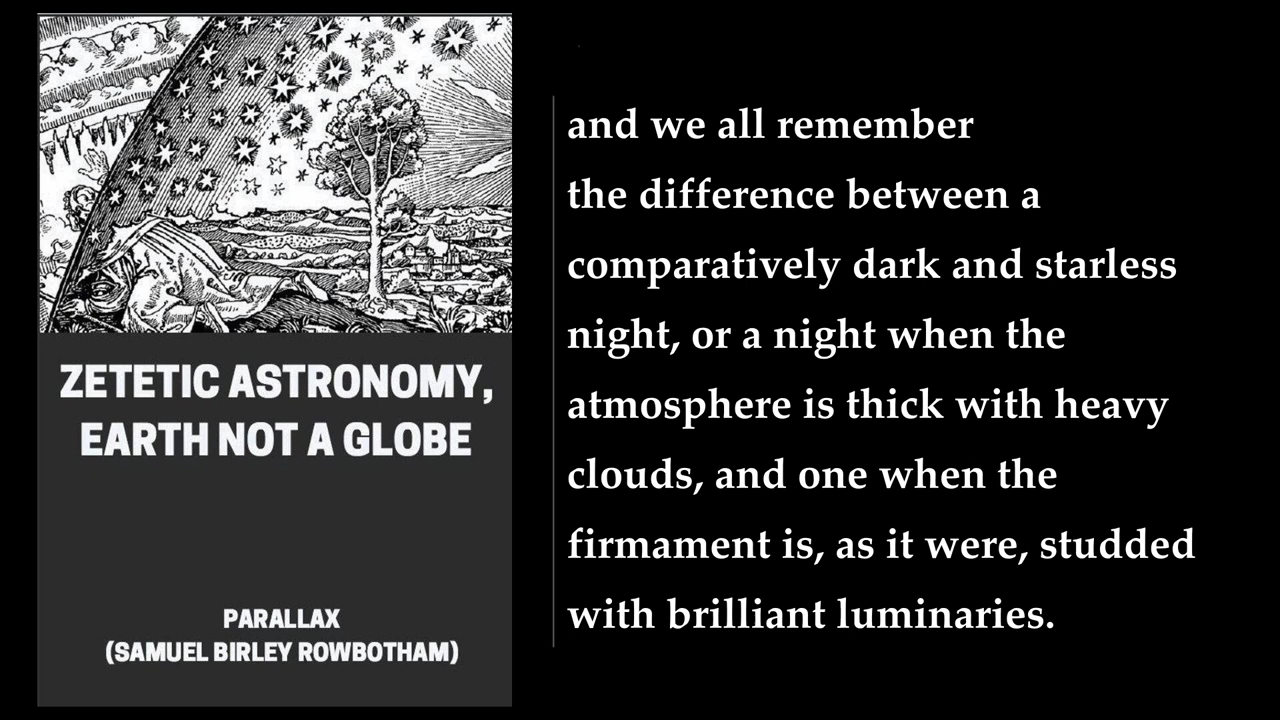 ZETETIC ASTRONOMY,
EARTH NOT A GLOBE
PARALLAX
(SAMUEL BIRLEY ROWBOTHAM)
and we all remember
the difference between a
comparatively dark and starless
night, or a night when the
atmosphere is thick with heavy
clouds, and one when the
firmament is, as it were, studded
with brilliant luminaries.